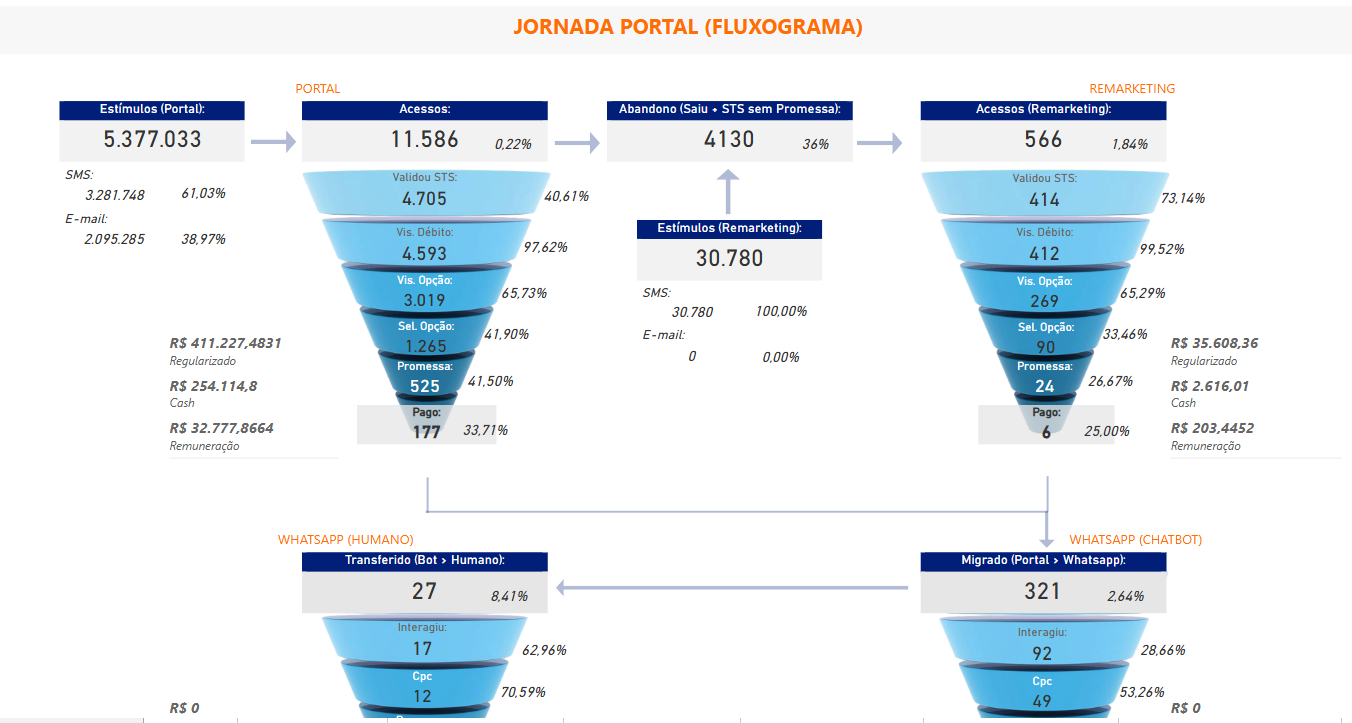 JORNADA PORTAL (FLUXOGRAMA)
PORTAL
REMARKETING
Estímulos (Portal):
5.377.033
SMS:
3.281.748 61,03%
E-mail:
2.095.285 38,97%
Acessos:
11.586 0,22%
Validou STS:
4.705 40,61%
Vis. Débito:
4.593 97,62%
Vis. Opção:
3.019 65,73%
Sel. Opção:
1.265 41,90%
Promessa:
525 41,50%
Pago:
177 33,71%
R$ 411.227,4831
Regularizado
R$ 254.114,8
Cash
R$ 32.777,8664
Remuneração
Abandono (Saiu + STS sem Promessa):
4130 36%
Estímulos (Remarketing):
30.780
SMS:
30.780 100,00%
E-mail:
0 0,00%
Acessos (Remarketing):
566 1,84%
Validou STS:
414 73,14%
Vis. Débito:
412 99,52%
Vis. Opção:
269 65,29%
Sel. Opção:
90 33,46%
Promessa:
24 26,67%
Pago:
6 25,00%
R$ 35.608,36
Regularizado
R$ 2.616,01
Cash
R$ 203,4452
Remuneração
WHATSAPP (HUMANO)
Transferido (Bot > Humano):
27 8,41%
Interagiu:
17 62,96%
Cpc
12 70,59%
R$ 0
WHATSAPP (CHATBOT)
Migrado (Portal > Whatsapp):
321 2,64%
Interagiu:
92 28,66%
Cpc
49 53,26%
R$ 0